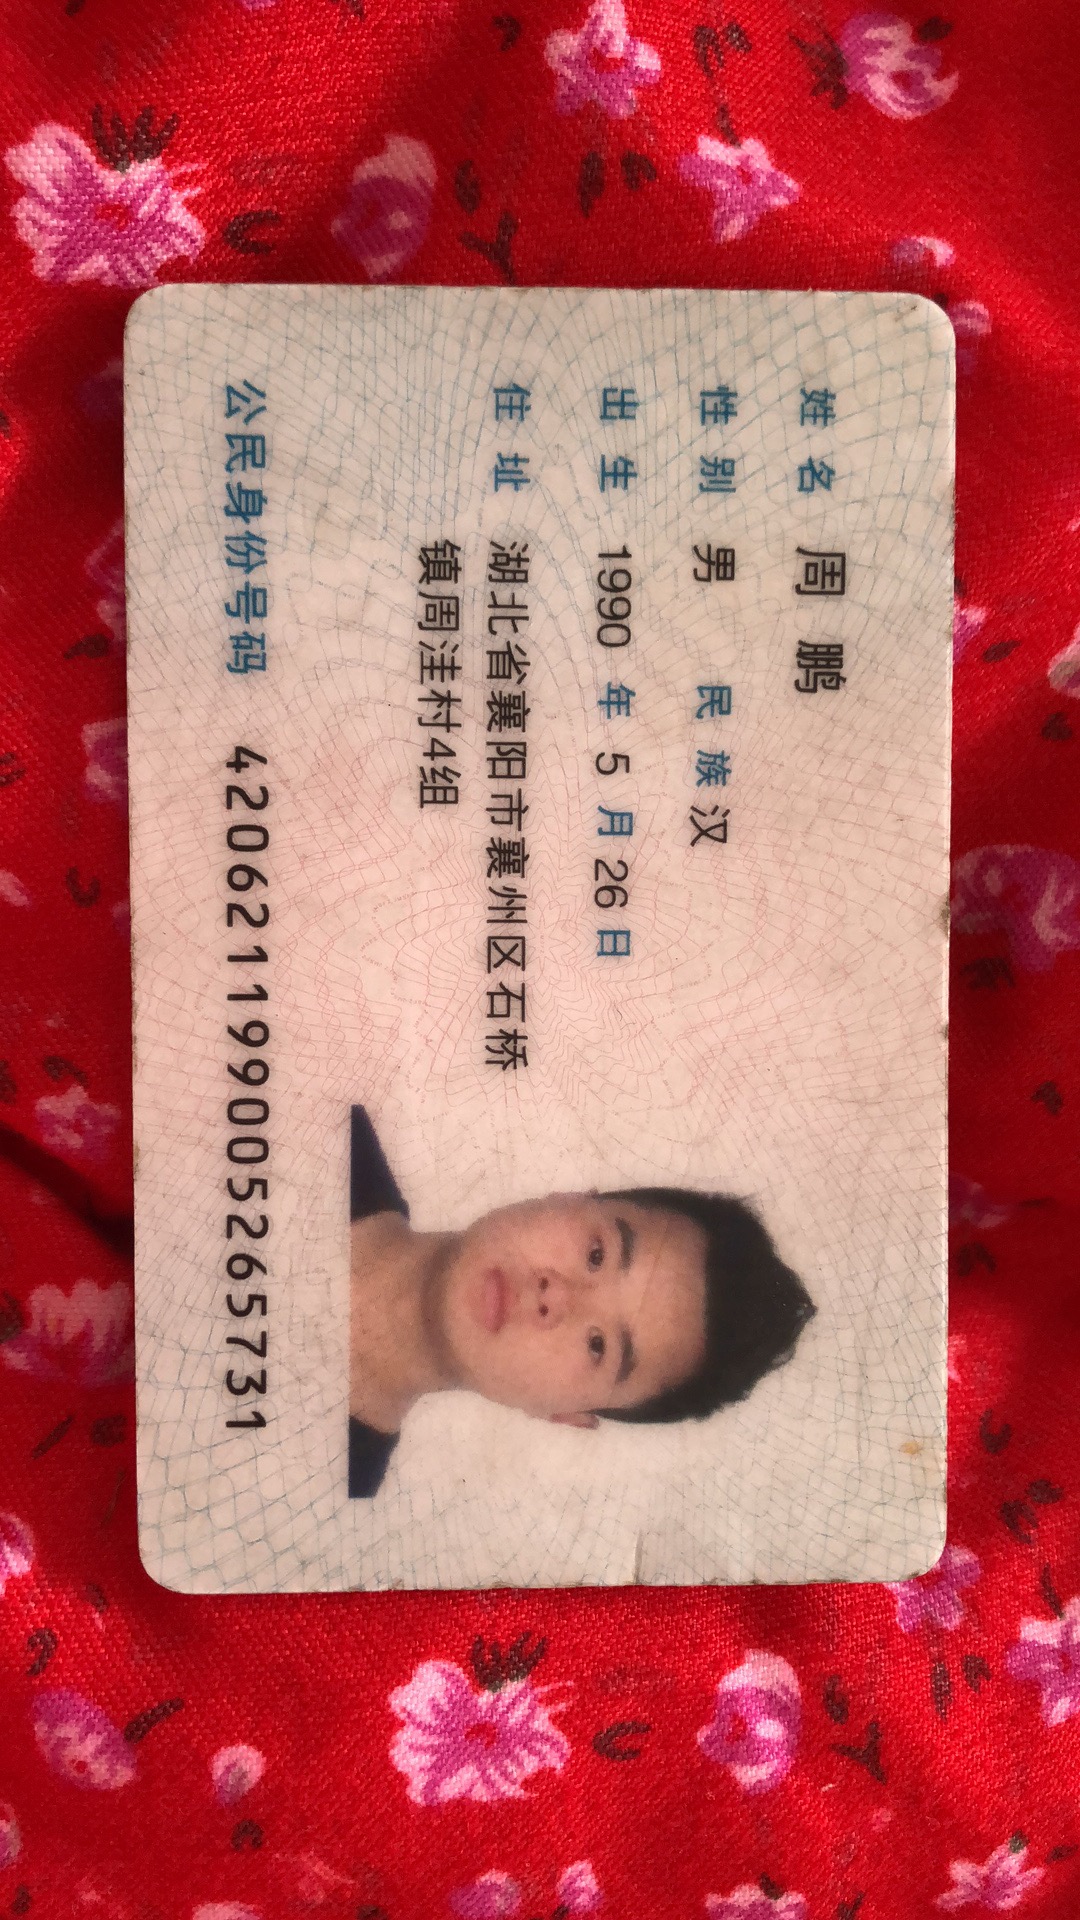 姓名 周鹏
性别 男 民族 汉
出生 1990 年 5 月 26 日
住址 湖北省襄阳市襄州区石桥
镇周洼村4组
公民身份号码 420621199005265731